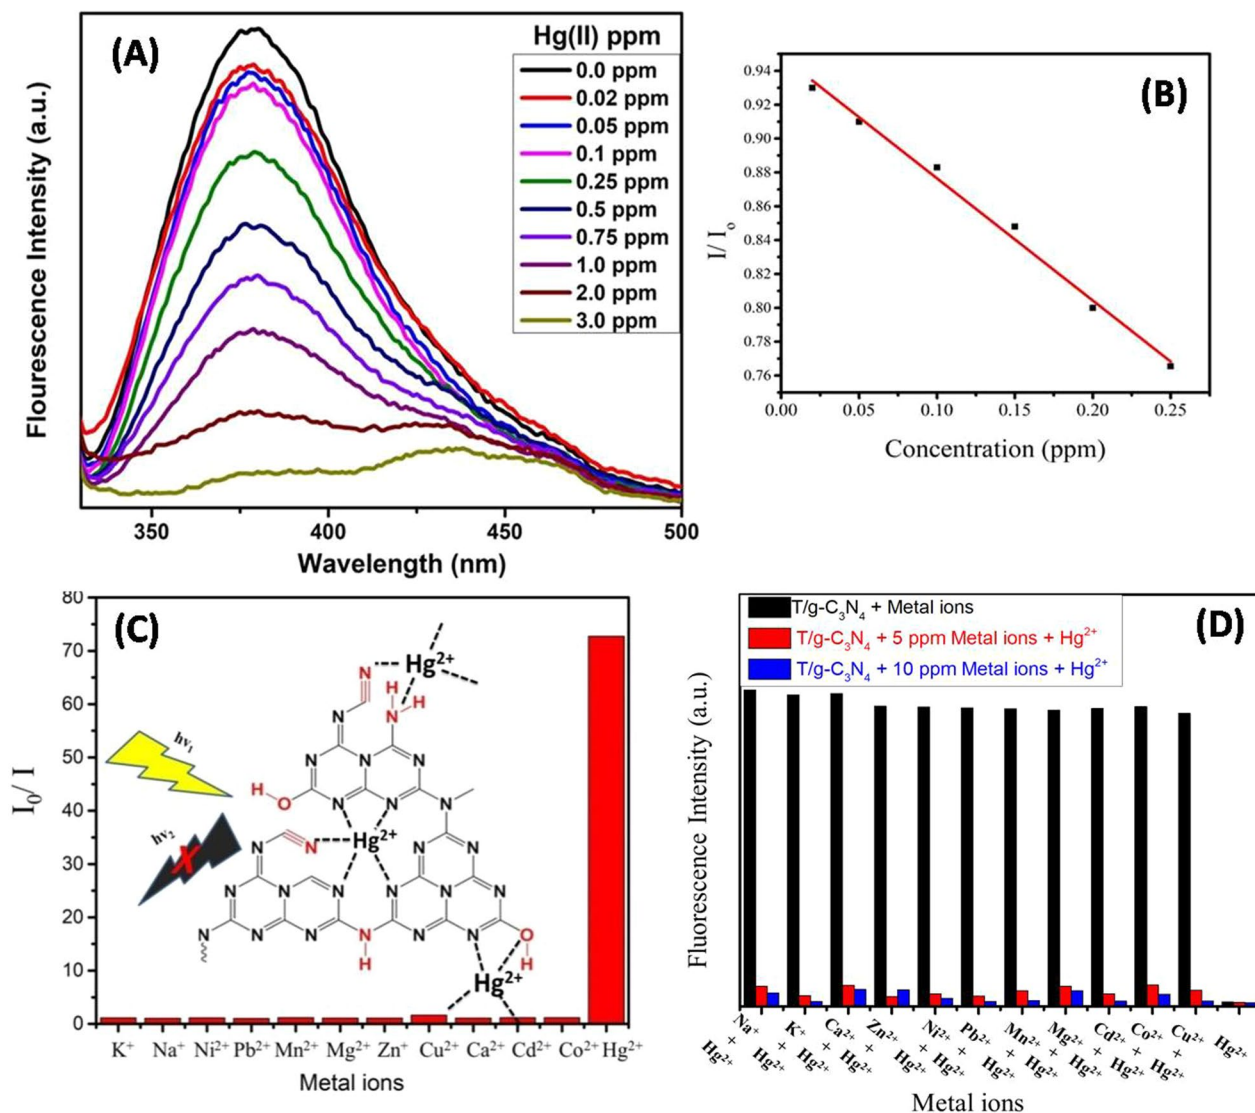 (A)
Hg(II) ppm
0.0 ppm
0.02 ppm
0.05 ppm
0.1 ppm
0.25 ppm
0.5 ppm
0.75 ppm
1.0 ppm
2.0 ppm
3.0 ppm
Flourescence Intensity (a.u.)
350 400 450 500
Wavelength (nm)
(B)
0.94
0.92
0.90
0.88
0.86
0.84
0.82
0.80
0.78
0.76
I/ I₀
0.00 0.05 0.10 0.15 0.20 0.25
Concentration (ppm)
(C)
80
70
60
50
40
30
20
10
0
I₀/ I
hν₁
hν₂
X
Hg²⁺
N H
N N H
N N N
H O N N N
Hg²⁺
N N
N N N
N N N N N N
N N N N N N N O
H H
Hg²⁺
K⁺ Na⁺ Ni²⁺ Pb²⁺ Mn²⁺ Mg²⁺ Zn⁺ Cu²⁺ Ca²⁺ Cd²⁺ Co²⁺ Hg²⁺
Metal ions
(D)
T/g-C₃N₄ + Metal ions
T/g-C₃N₄ + 5 ppm Metal ions + Hg²⁺
T/g-C₃N₄ + 10 ppm Metal ions + Hg²⁺
Fluorescence Intensity (a.u.)
Na⁺ + Hg²⁺
K⁺ + Hg²⁺
Ca²⁺ + Hg²⁺
Zn²⁺ + Hg²⁺
Ni²⁺ + Hg²⁺
Pb²⁺ + Hg²⁺
Mn²⁺ + Hg²⁺
Mg²⁺ + Hg²⁺
Cd²⁺ + Hg²⁺
Co²⁺ + Hg²⁺
Cu²⁺ + Hg²⁺
Hg²⁺
Metal ions